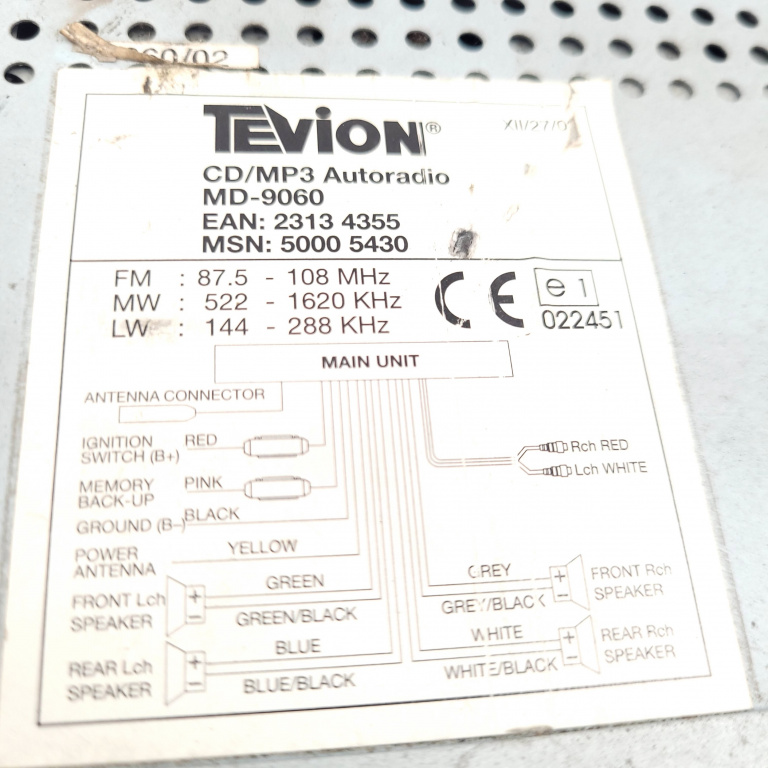 TEVION®
CD/MP3 Autoradio
MD-9060
EAN: 2313 4355
MSN: 5000 5430
FM : 87.5 - 108 MHz
MW : 522 - 1620 KHz
LW : 144 - 288 KHz
CE
e1
022451
MAIN UNIT
ANTENNA CONNECTOR
IGNITION
SWITCH (B+)
RED
MEMORY
BACK-UP
PINK
GROUND (B–)
BLACK
POWER
ANTENNA
YELLOW
FRONT Lch
SPEAKER
+
–
GREEN
GREEN/BLACK
REAR Lch
SPEAKER
+
–
BLUE
BLUE/BLACK
Rch RED
Lch WHITE
GREY
GREY/BLACK
+
–
FRONT Rch
SPEAKER
WHITE
WHITE/BLACK
+
–
REAR Rch
SPEAKER